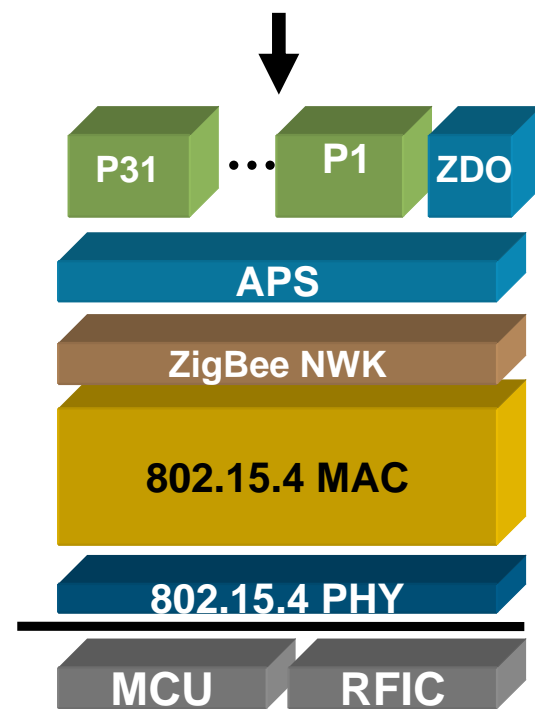 P31 ... P1 ZDO
APS
ZigBee NWK
802.15.4 MAC
802.15.4 PHY
MCU RFIC